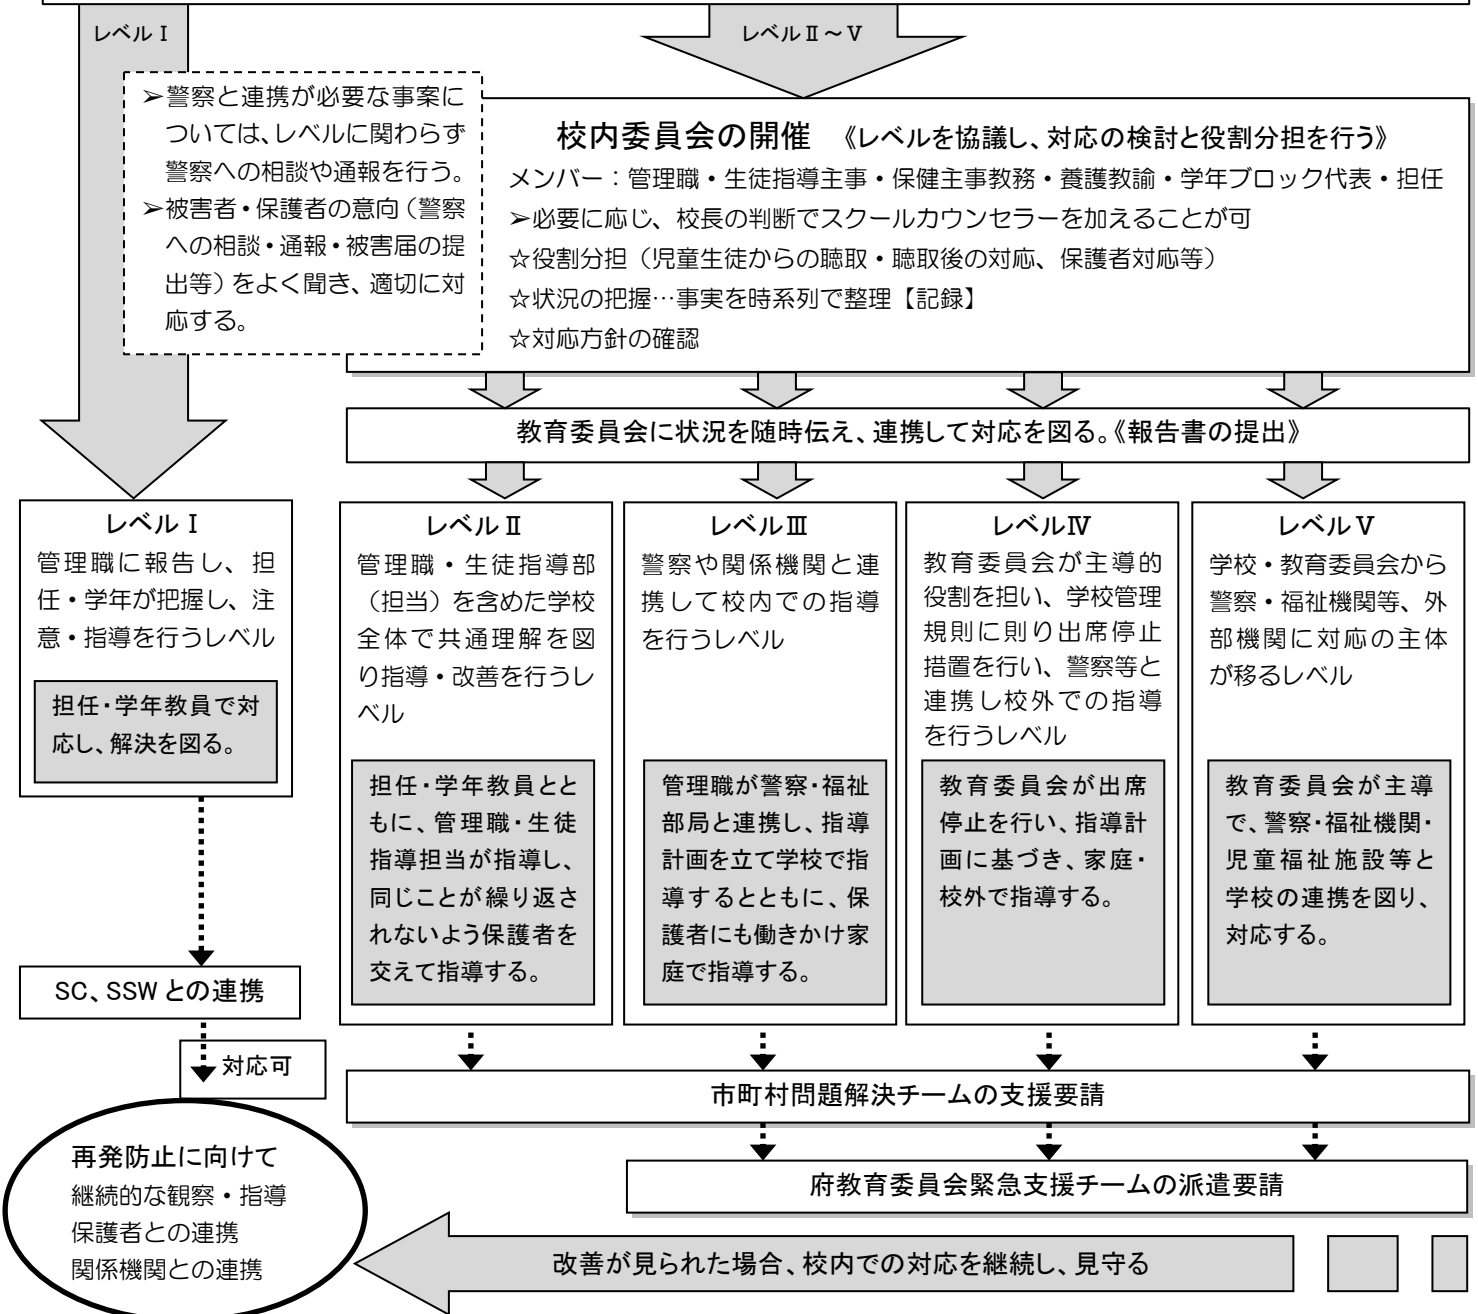 レベルⅠ
レベルⅡ～Ⅴ
➢警察と連携が必要な事案に
ついては、レベルに関わらず
警察への相談や通報を行う。
➢被害者・保護者の意向（警察
への相談・通報・被害届の提
出等）をよく聞き、適切に対
応する。
校内委員会の開催　《レベルを協議し、対応の検討と役割分担を行う》
メンバー：管理職・生徒指導主事・保健主事教務・養護教諭・学年ブロック代表・担任
➢必要に応じ、校長の判断でスクールカウンセラーを加えることが可
☆役割分担（児童生徒からの聴取・聴取後の対応、保護者対応等）
☆状況の把握…事実を時系列で整理【記録】
☆対応方針の確認
教育委員会に状況を随時伝え、連携して対応を図る。《報告書の提出》
レベルⅠ
管理職に報告し、担
任・学年が把握し、注
意・指導を行うレベル
担任・学年教員で対
応し、解決を図る。
レベルⅡ
管理職・生徒指導部
（担当）を含めた学校
全体で共通理解を図
り指導・改善を行うレ
ベル
担任・学年教員とと
もに、管理職・生徒
指導担当が指導し、
同じことが繰り返さ
れないよう保護者を
交えて指導する。
レベルⅢ
警察や関係機関と連
携して校内での指導
を行うレベル
管理職が警察・福祉
部局と連携し、指導
計画を立て学校で指
導するとともに、保
護者にも働きかけ家
庭で指導する。
レベルⅣ
教育委員会が主導的
役割を担い、学校管理
規則に則り出席停止
措置を行い、警察等と
連携し校外での指導
を行うレベル
教育委員会が出席
停止を行い、指導計
画に基づき、家庭・
校外で指導する。
レベルⅤ
学校・教育委員会から
警察・福祉機関等、外
部機関に対応の主体
が移るレベル
教育委員会が主導
で、警察・福祉機関・
児童福祉施設等と
学校の連携を図り、
対応する。
SC、SSWとの連携
対応可
市町村問題解決チームの支援要請
府教育委員会緊急支援チームの派遣要請
再発防止に向けて
継続的な観察・指導
保護者との連携
関係機関との連携
改善が見られた場合、校内での対応を継続し、見守る